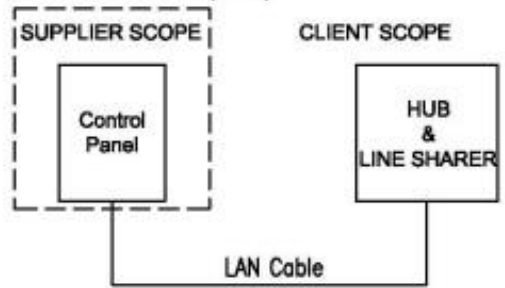 SUPPLIER SCOPE
CLIENT SCOPE
Control
Panel
HUB
&
LINE SHARER
LAN Cable